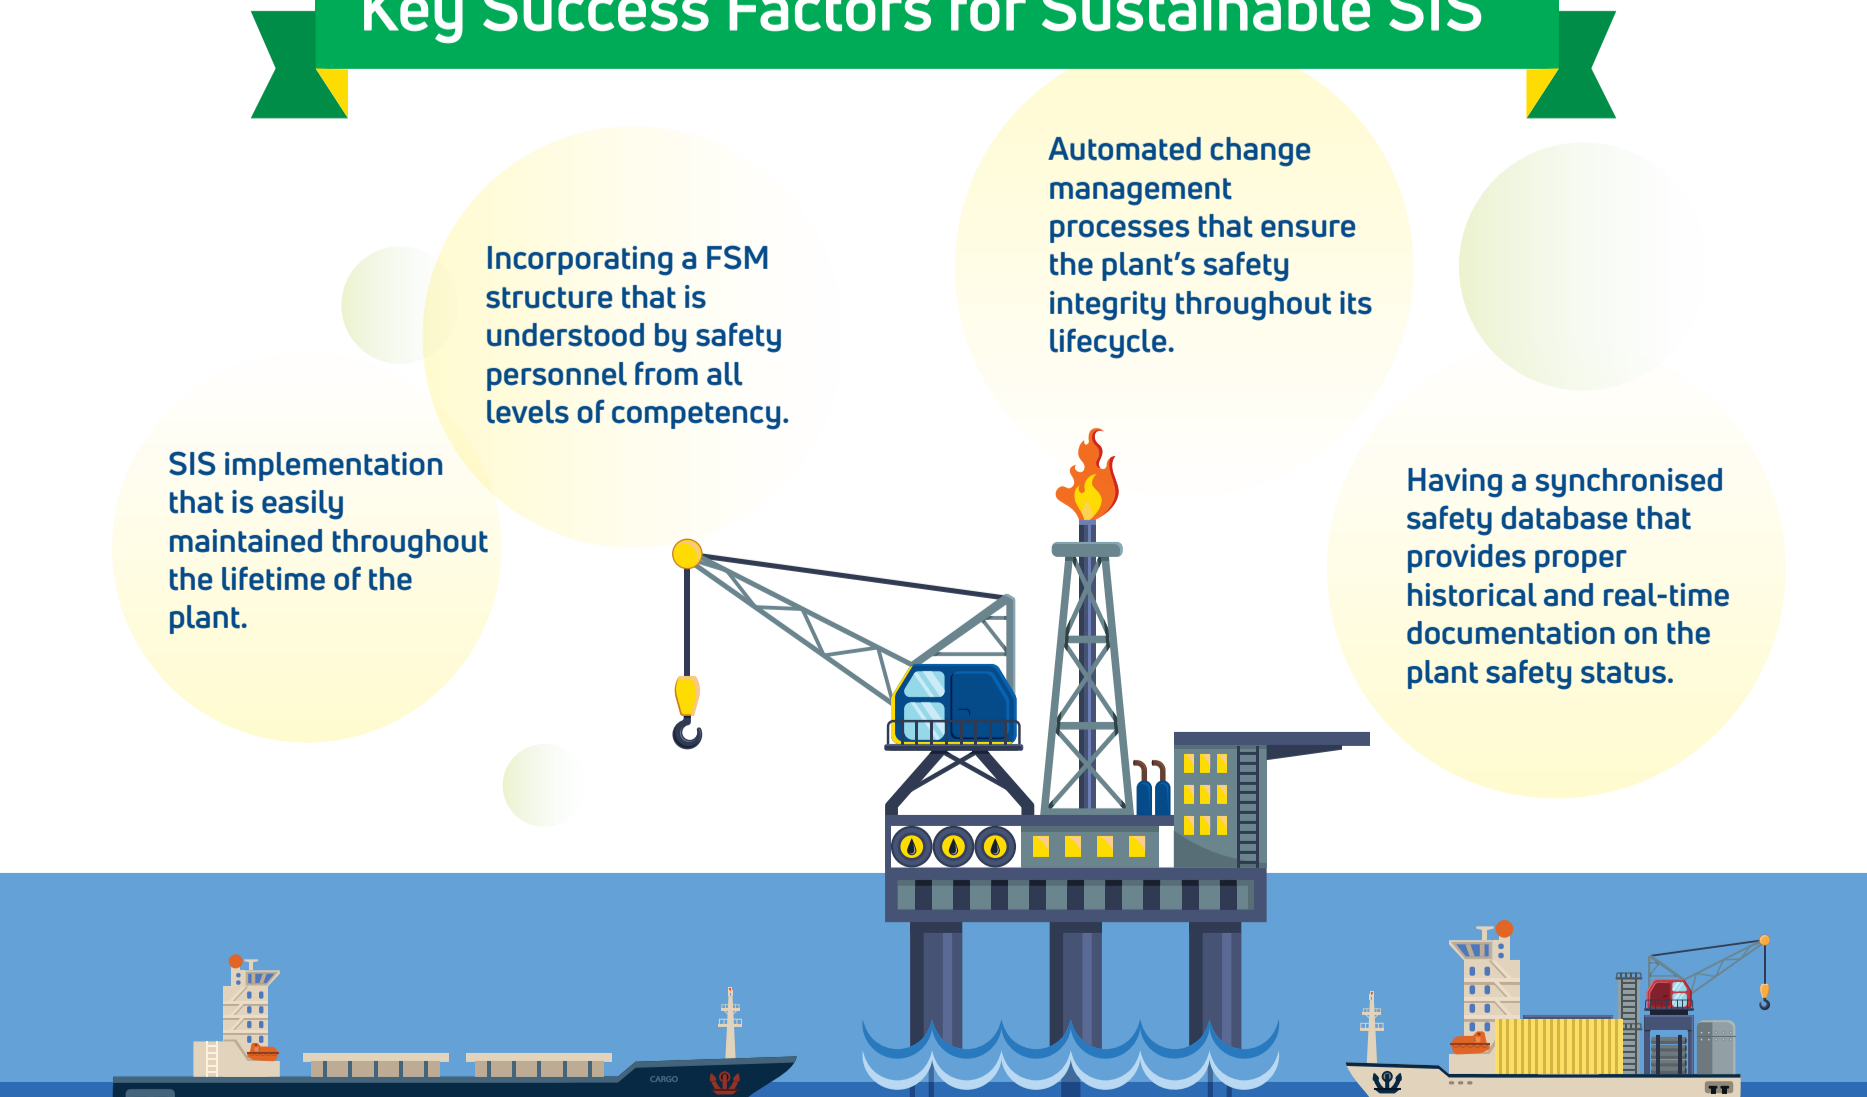 Key Success Factors for Sustainable SIS
Automated change
management
processes that ensure
the plant's safety
integrity throughout its
lifecycle.
Incorporating a FSM
structure that is
understood by safety
personnel from all
levels of competency.
SIS implementation
that is easily
maintained throughout
the lifetime of the
plant.
Having a synchronised
safety database that
provides proper
historical and real-time
documentation on the
plant safety status.
CARGO